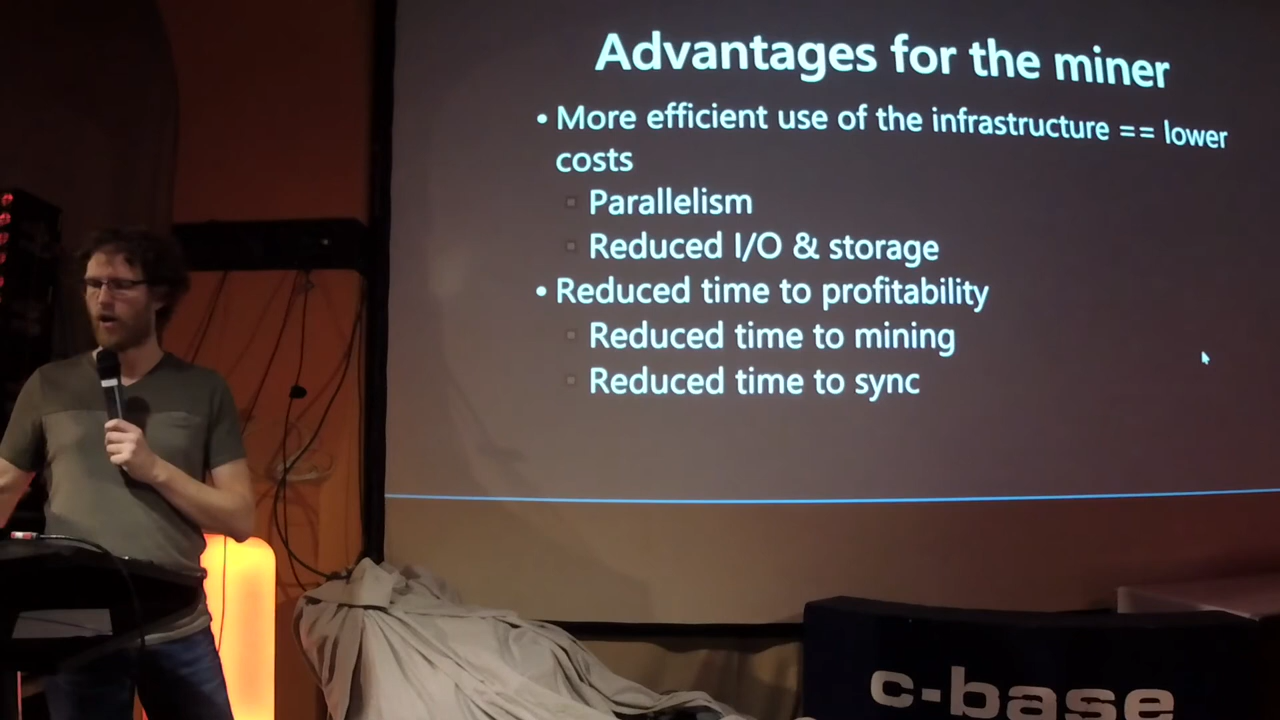 Advantages for the miner
• More efficient use of the infrastructure == lower
costs
▫ Parallelism
▫ Reduced I/O & storage
• Reduced time to profitability
▫ Reduced time to mining
▫ Reduced time to sync
c-base